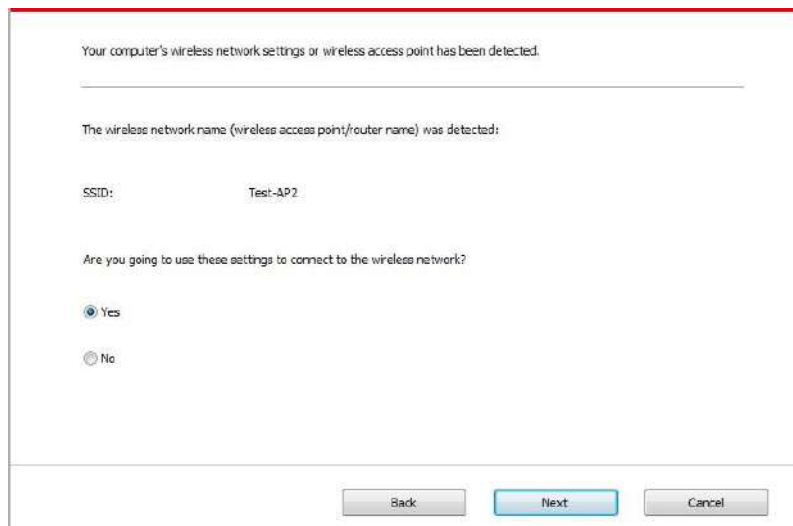 Your computer's wireless network settings or wireless access point has been detected.
The wireless network name (wireless access point/router name) was detected:
SSID: Test-AP2
Are you going to use these settings to connect to the wireless network?
Yes
No
Back Next Cancel